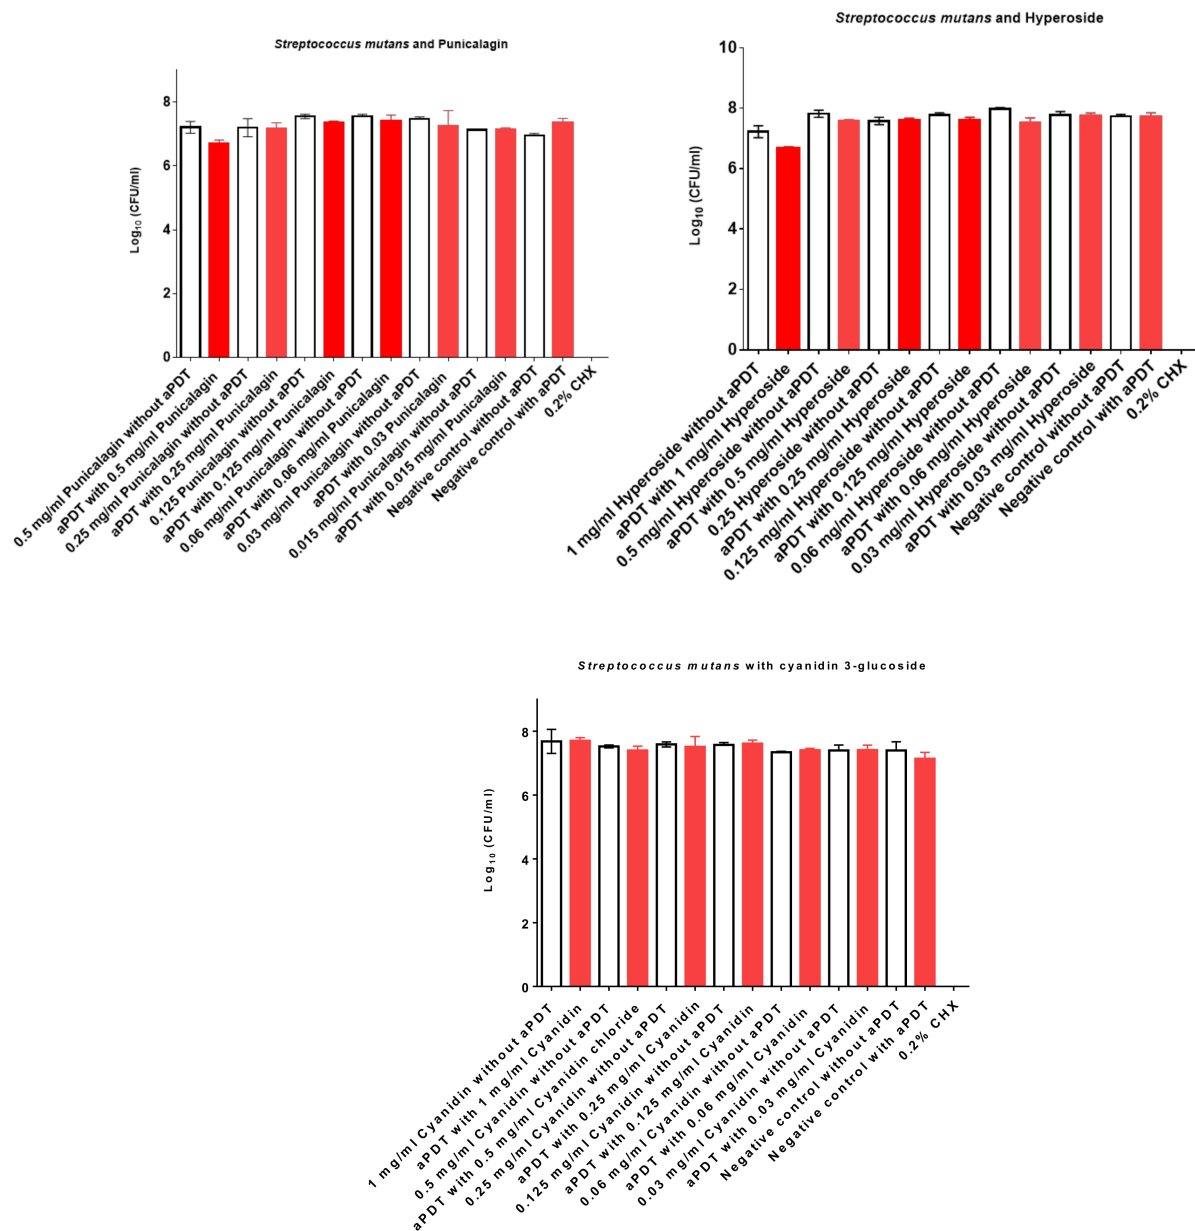 Streptococcus mutans and Punicalagin
Log10 (CFU/ml)
8
6
4
2
0
0.5 mg/ml Punicalagin without aPDT
aPDT with 0.5 mg/ml Punicalagin
0.25 mg/ml Punicalagin without aPDT
aPDT with 0.25 mg/ml Punicalagin
0.125 Punicalagin without aPDT
aPDT with 0.125 mg/ml Punicalagin
0.06 mg/ml Punicalagin without aPDT
aPDT with 0.06 mg/ml Punicalagin
0.03 mg/ml Punicalagin without aPDT
aPDT with 0.03 Punicalagin
0.015 mg/ml Punicalagin without aPDT
aPDT with 0.015 mg/ml Punicalagin
Negative control without aPDT
Negative control with aPDT
0.2% CHX
Streptococcus mutans and Hyperoside
Log10 (CFU/ml)
10
8
6
4
2
0
1 mg/ml Hyperoside without aPDT
aPDT with 1 mg/ml Hyperoside
0.5 mg/ml Hyperoside without aPDT
aPDT with 0.5 mg/ml Hyperoside
0.25 Hyperoside without aPDT
aPDT with 0.25 mg/ml Hyperoside
0.125 mg/ml Hyperoside without aPDT
aPDT with 0.125 mg/ml Hyperoside
0.06 mg/ml Hyperoside without aPDT
aPDT with 0.06 mg/ml Hyperoside
0.03 mg/ml Hyperoside without aPDT
aPDT with 0.03 mg/ml Hyperoside
Negative control without aPDT
Negative control with aPDT
0.2% CHX
Streptococcus mutans with cyanidin 3-glucoside
Log10 (CFU/ml)
8
6
4
2
0
1 mg/ml Cyanidin without aPDT
aPDT with 1 mg/ml Cyanidin
0.5 mg/ml Cyanidin without aPDT
aPDT with 0.5 mg/ml Cyanidin chloride
0.25 mg/ml Cyanidin without aPDT
aPDT with 0.25 mg/ml Cyanidin
0.125 mg/ml Cyanidin without aPDT
aPDT with 0.125 mg/ml Cyanidin
0.06 mg/ml Cyanidin without aPDT
aPDT with 0.06 mg/ml Cyanidin
0.03 mg/ml Cyanidin without aPDT
aPDT with 0.03 mg/ml Cyanidin
Negative control without aPDT
Negative control with aPDT
0.2% CHX